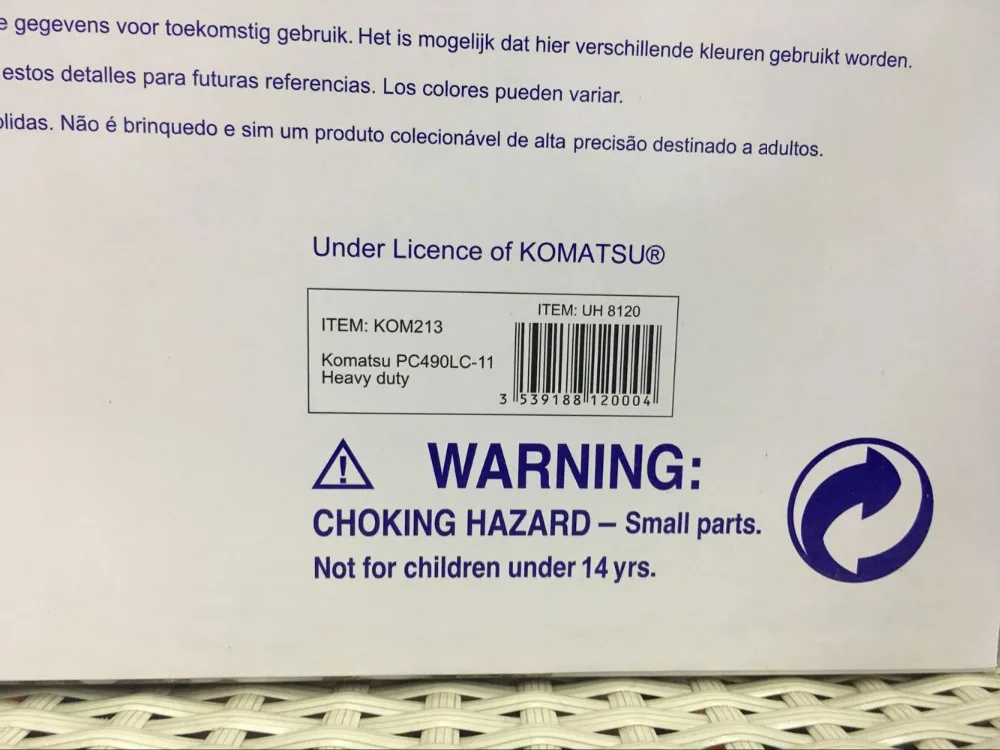 gegevens voor toekomstig gebruik. Het is mogelijk dat hier verschillende kleuren gebruikt worden.
estos detalles para futuras referencias. Los colores pueden variar.
Não é brinquedo e sim um produto colecionável de alta precisão destinado a adultos.
Under Licence of KOMATSU®
ITEM: KOM213
Komatsu PC490LC-11
Heavy duty
ITEM: UH 8120
3 539188 120004
WARNING:
CHOKING HAZARD – Small parts.
Not for children under 14 yrs.